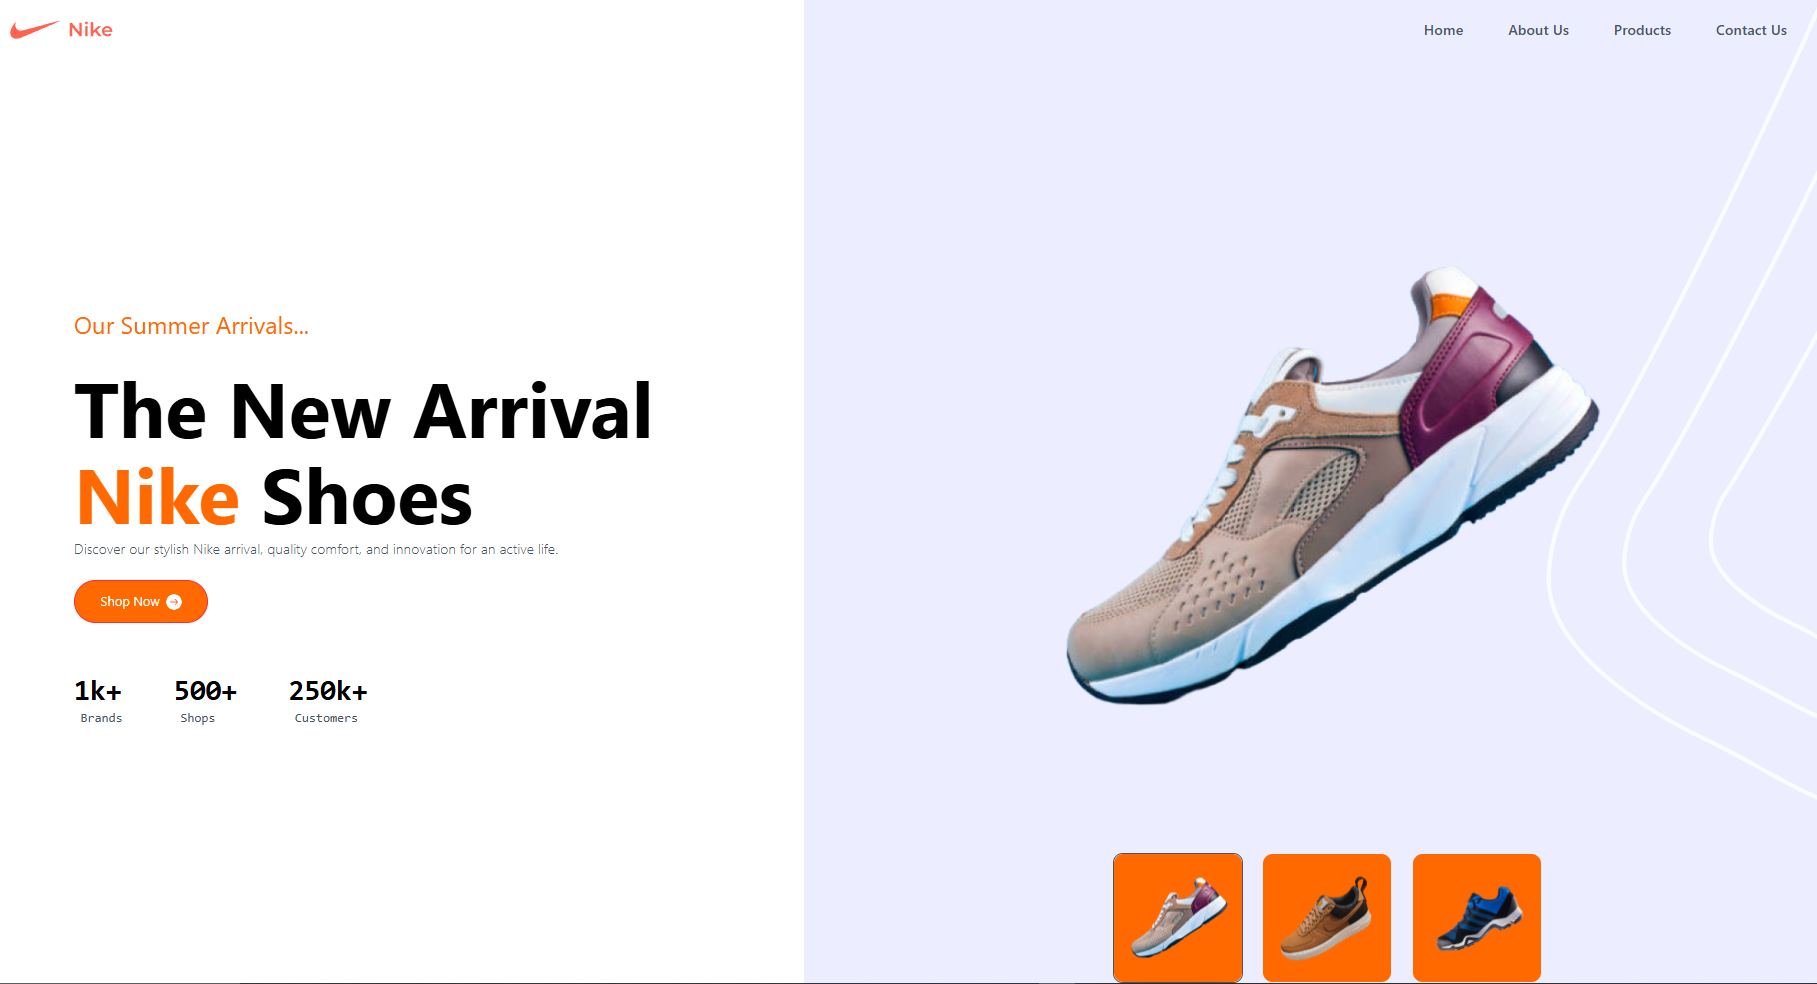 Nike
Home
About Us
Products
Contact Us
Our Summer Arrivals...
The New Arrival
Nike Shoes
Discover our stylish Nike arrival, quality comfort, and innovation for an active life.
Shop Now
1k+
Brands
500+
Shops
250k+
Customers